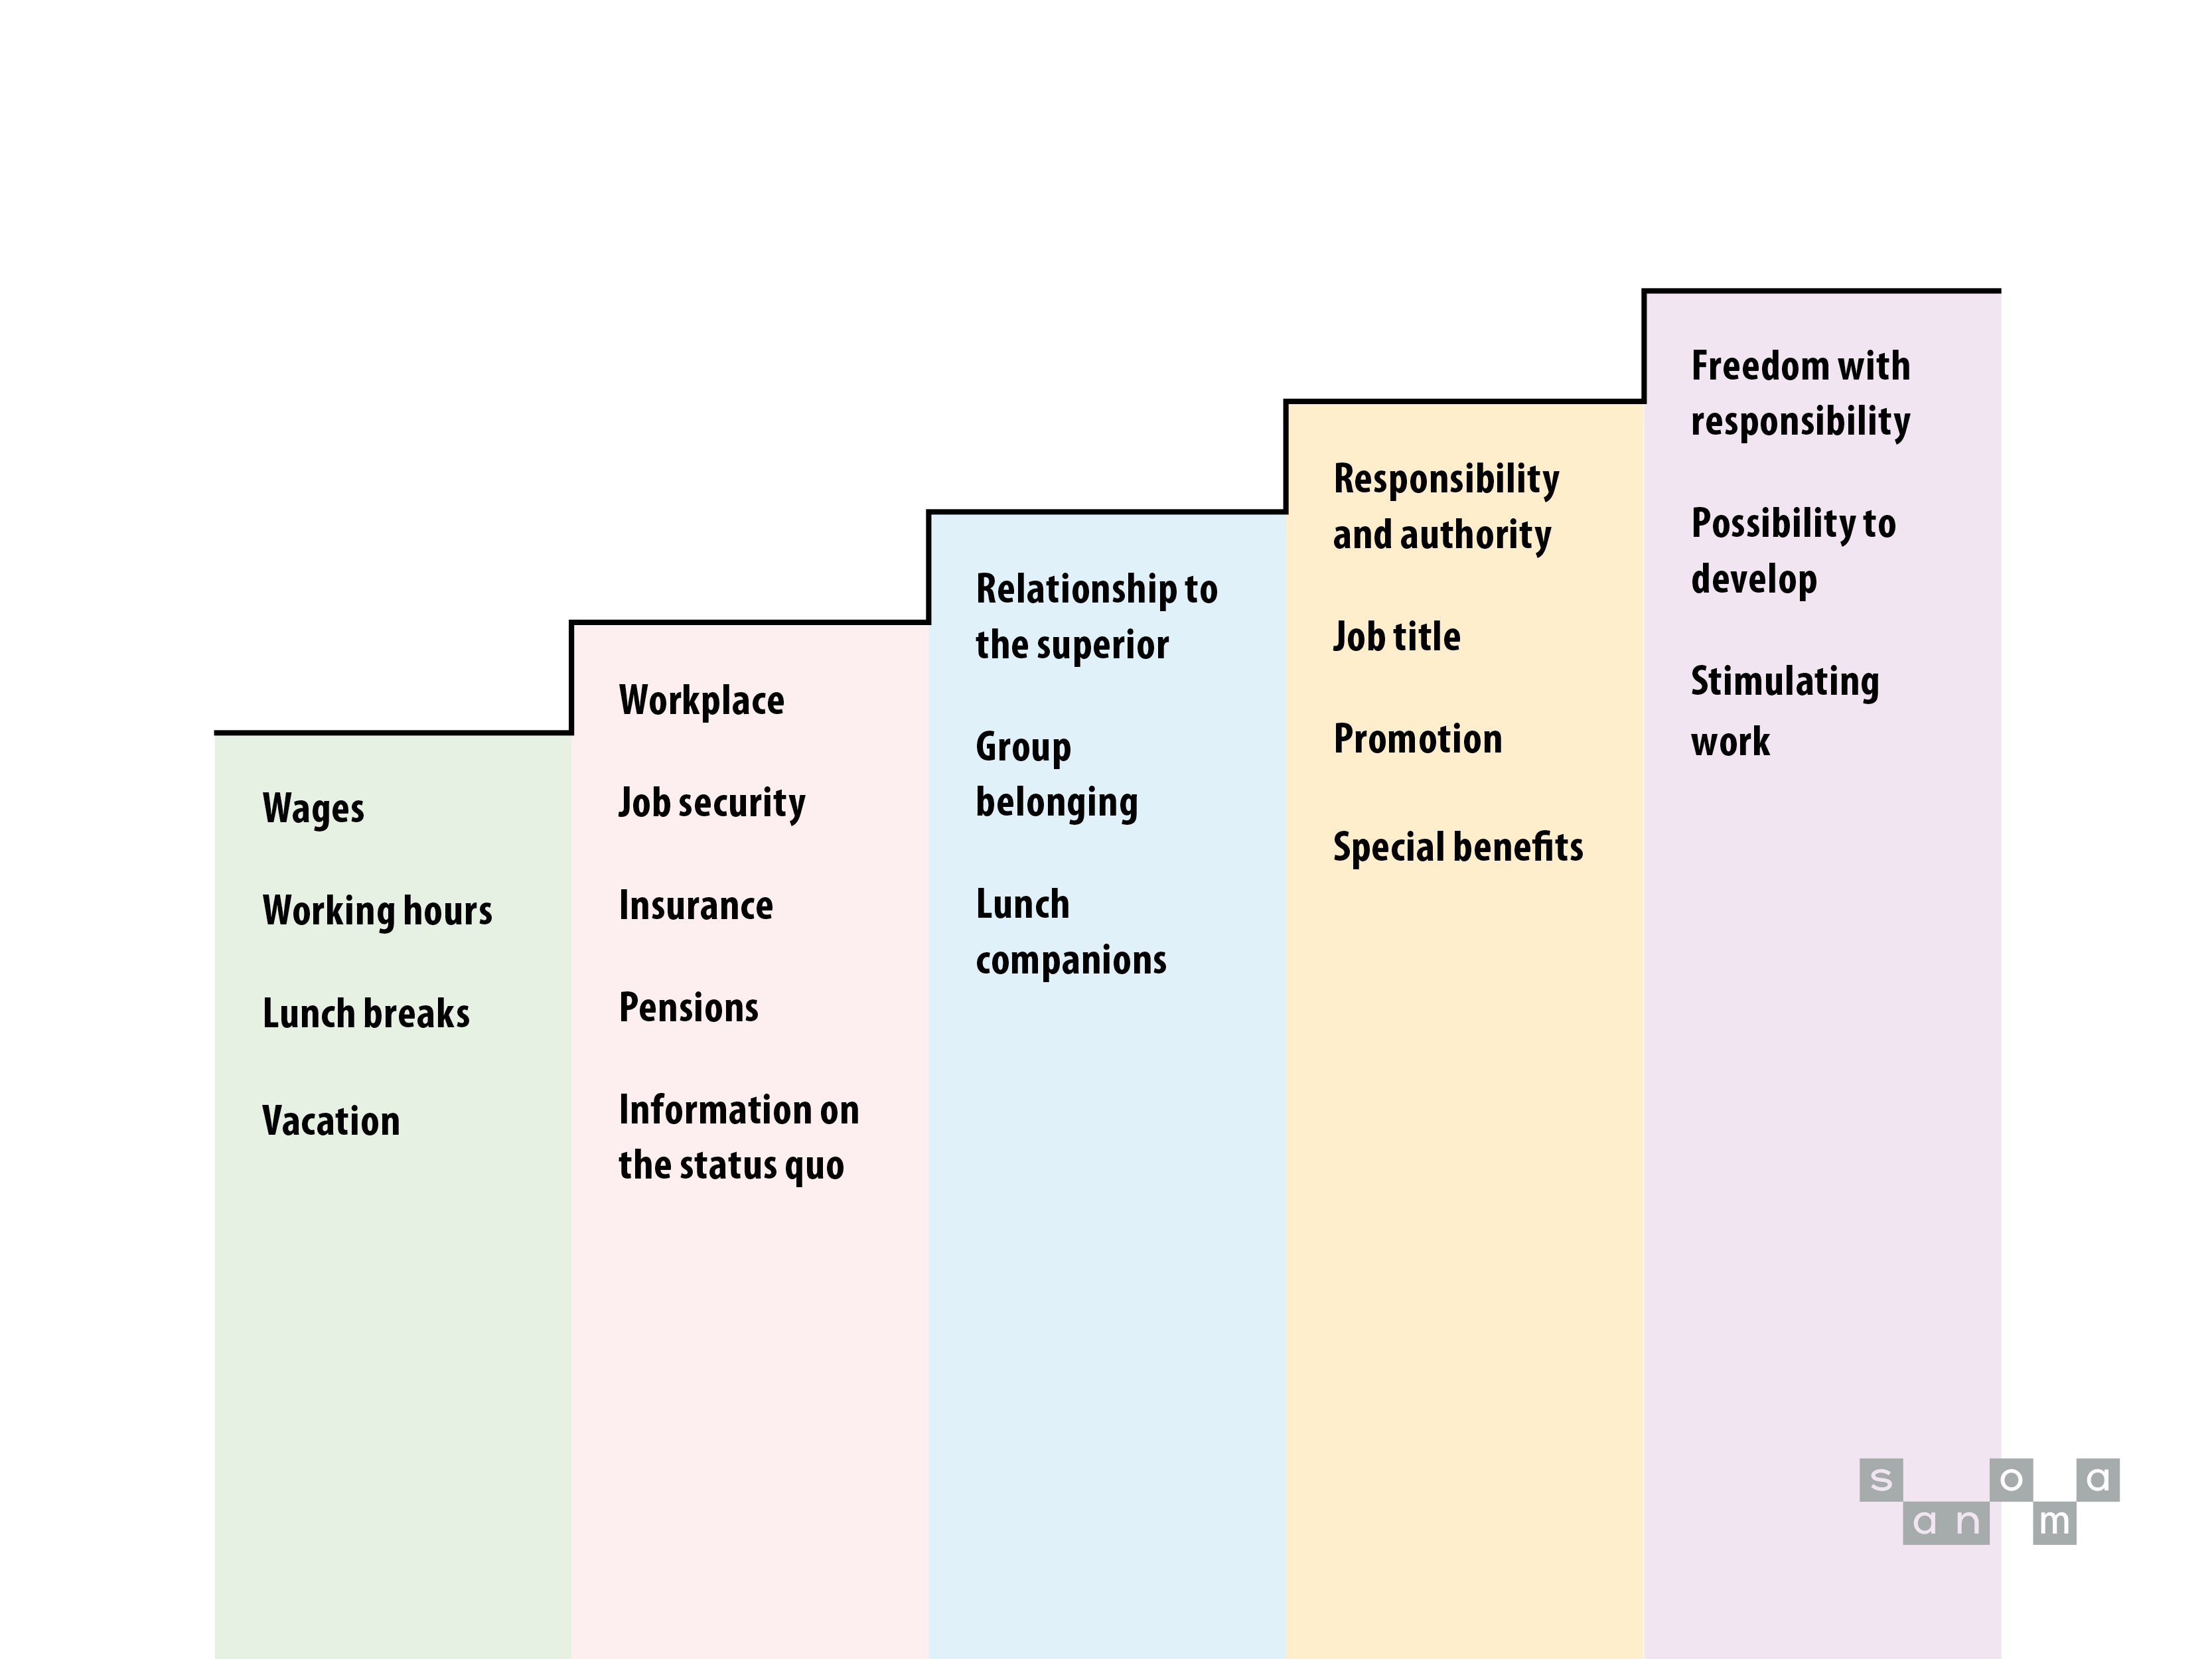 Wages
Working hours
Lunch breaks
Vacation
Workplace
Job security
Insurance
Pensions
Information on
the status quo
Relationship to
the superior
Group
belonging
Lunch
companions
Responsibility
and authority
Job title
Promotion
Special benefits
Freedom with
responsibility
Possibility to
develop
Stimulating
work
sanoma